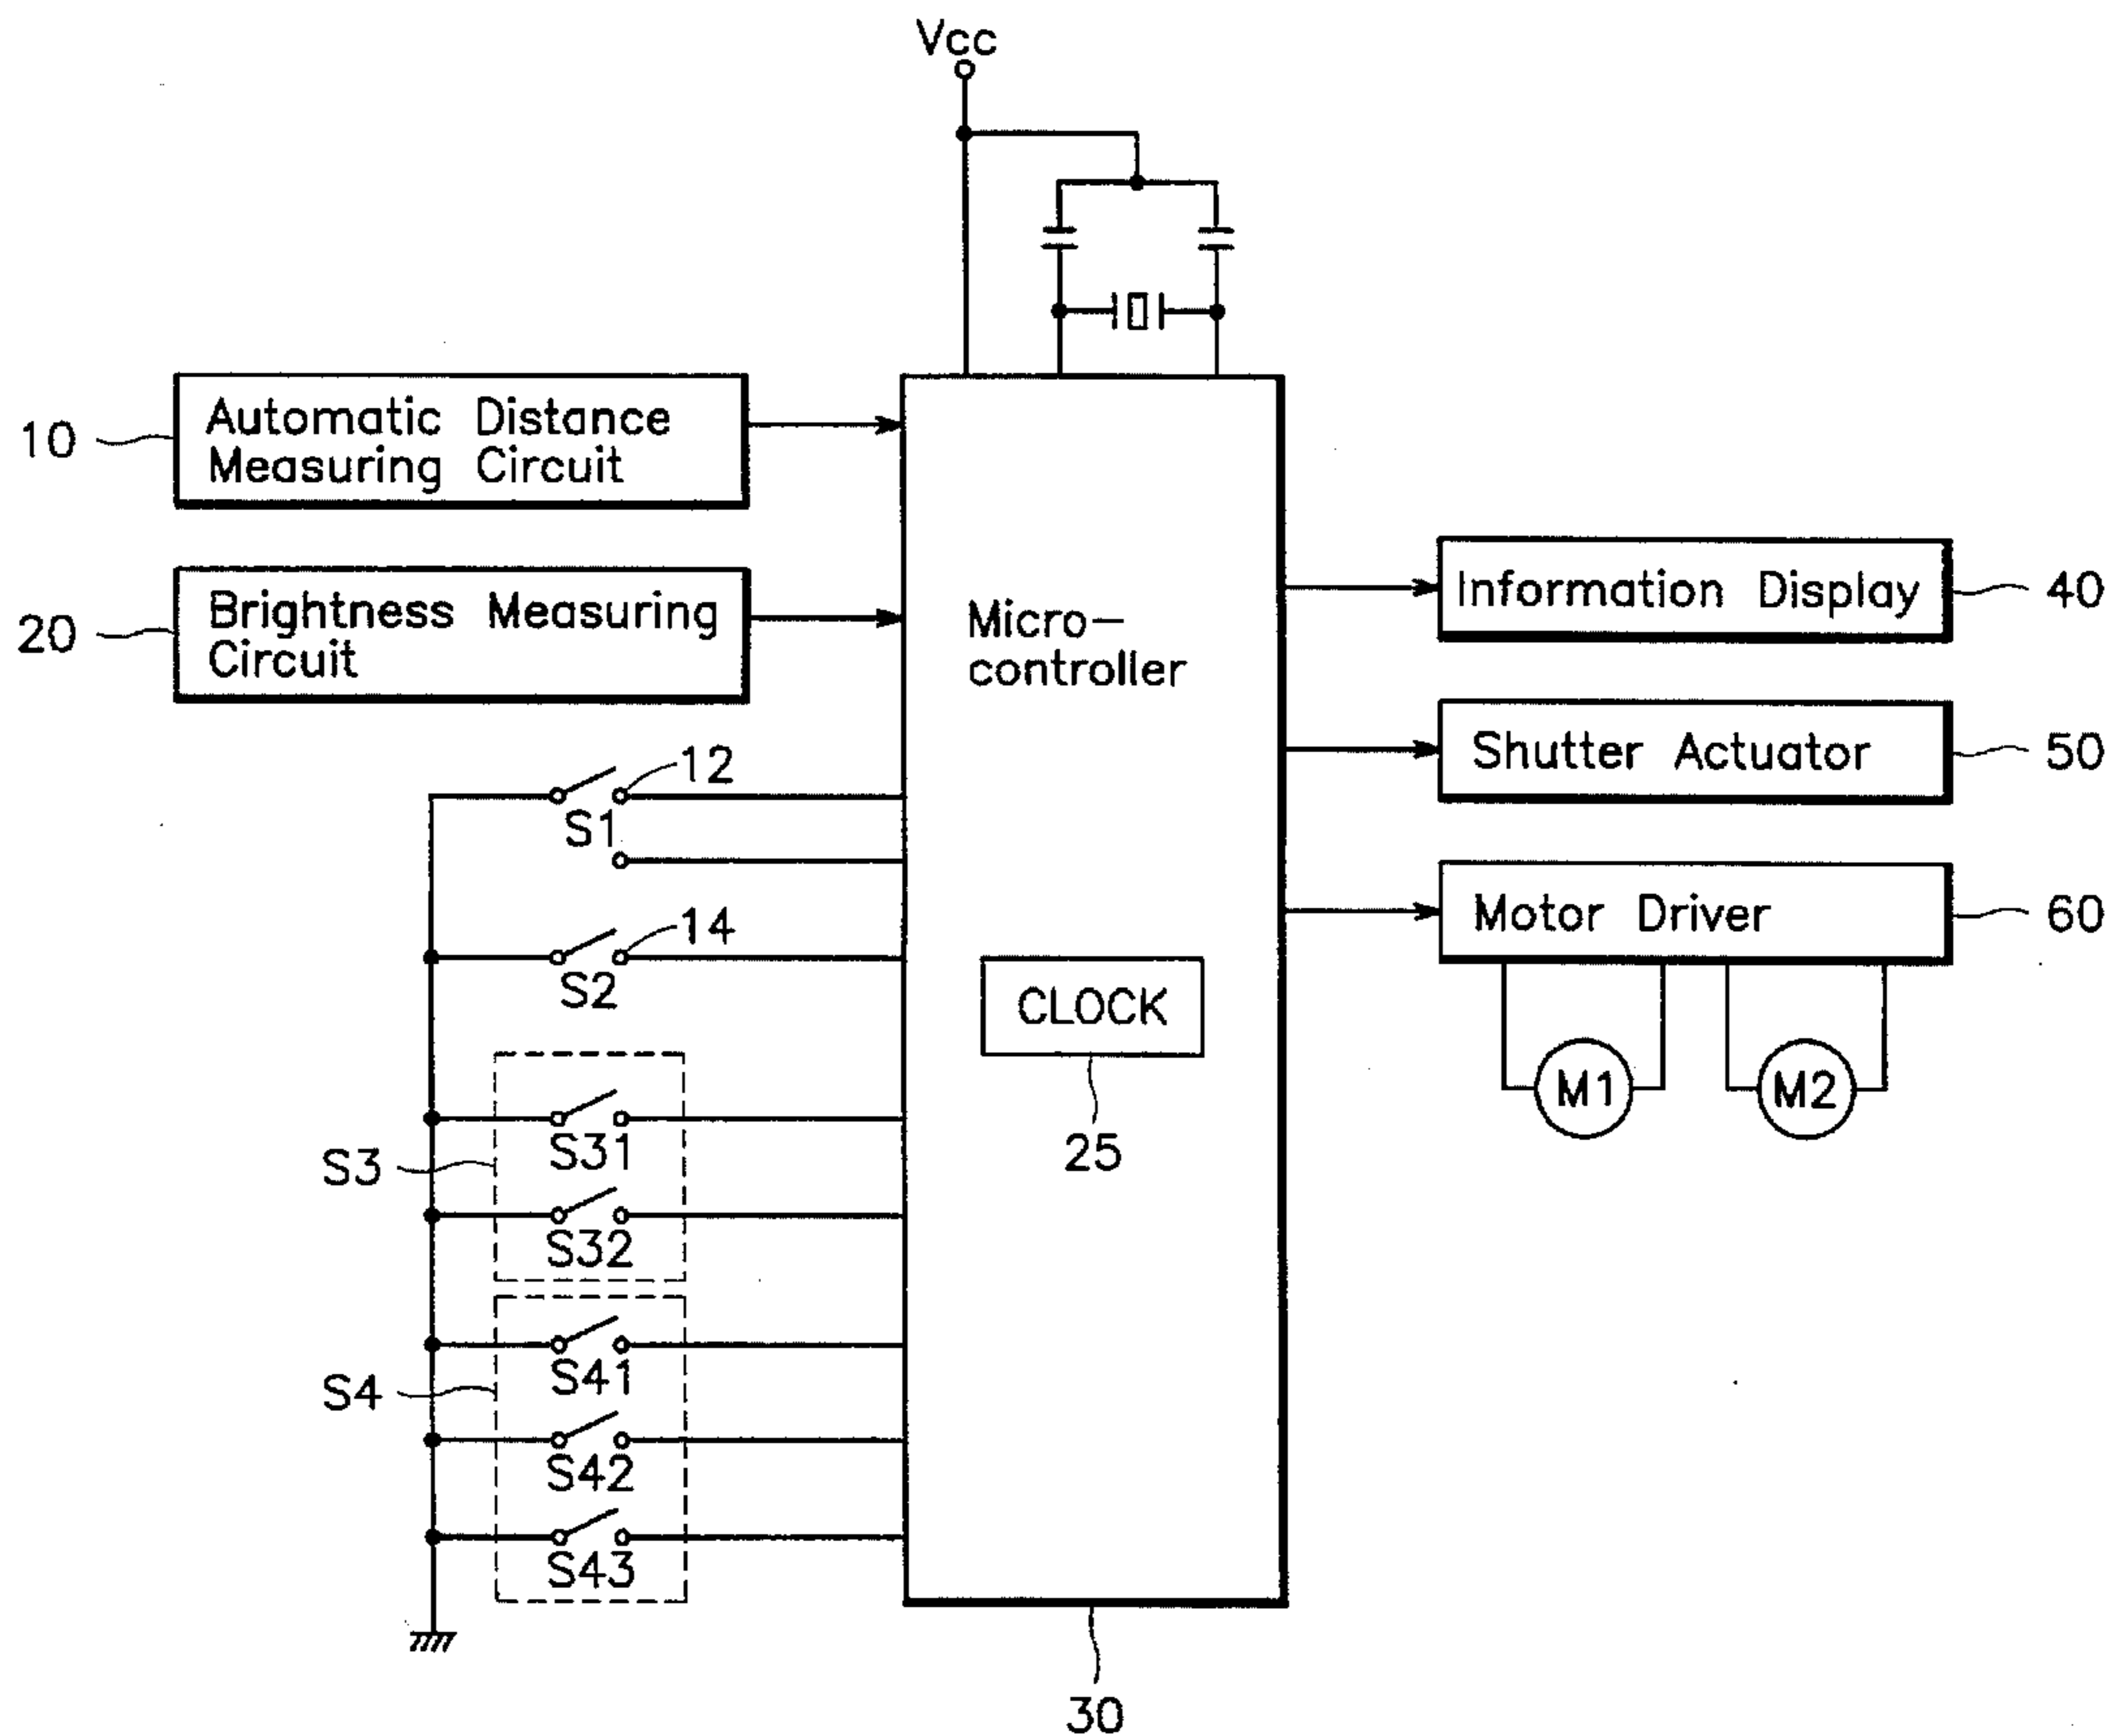 Vcc
10
Automatic Distance
Measuring Circuit
20
Brightness Measuring
Circuit
Micro-
controller
Information Display
40
Shutter Actuator
50
Motor Driver
60
M1
M2
12
S1
14
S2
CLOCK
25
S3
S31
S32
S4
S41
S42
S43
30